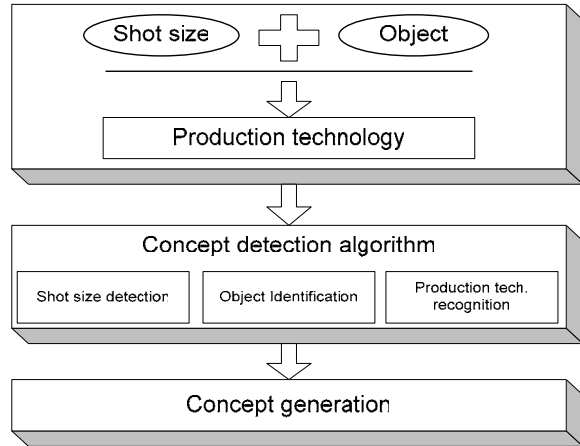 Shot size
Object
Production technology
Concept detection algorithm
Shot size detection
Object Identification
Production tech.
recognition
Concept generation